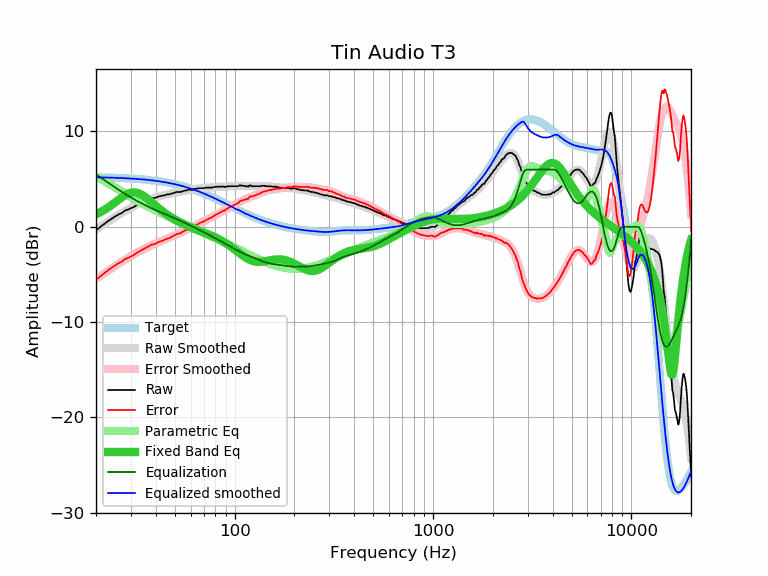 Tin Audio T3
Amplitude (dBr)
10
0
−10
−20
−30
Target
Raw Smoothed
Error Smoothed
Raw
Error
Parametric Eq
Fixed Band Eq
Equalization
Equalized smoothed
100
1000
10000
Frequency (Hz)